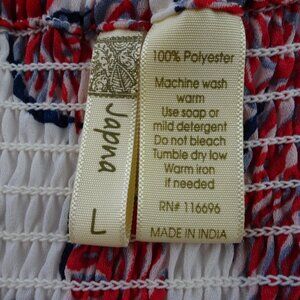 Japna
L
100% Polyester
Machine wash
warm
Use soap or
mild detergent
Do not bleach
Tumble dry low
Warm iron
if needed
RN# 116696
MADE IN INDIA